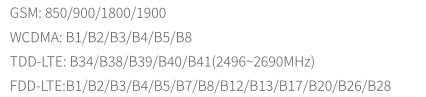 GSM: 850/900/1800/1900
WCDMA: B1/B2/B3/B4/B5/B8
TDD-LTE: B34/B38/B39/B40/B41(2496~2690MHz)
FDD-LTE:B1/B2/B3/B4/B5/B7/B8/B12/B13/B17/B20/B26/B28